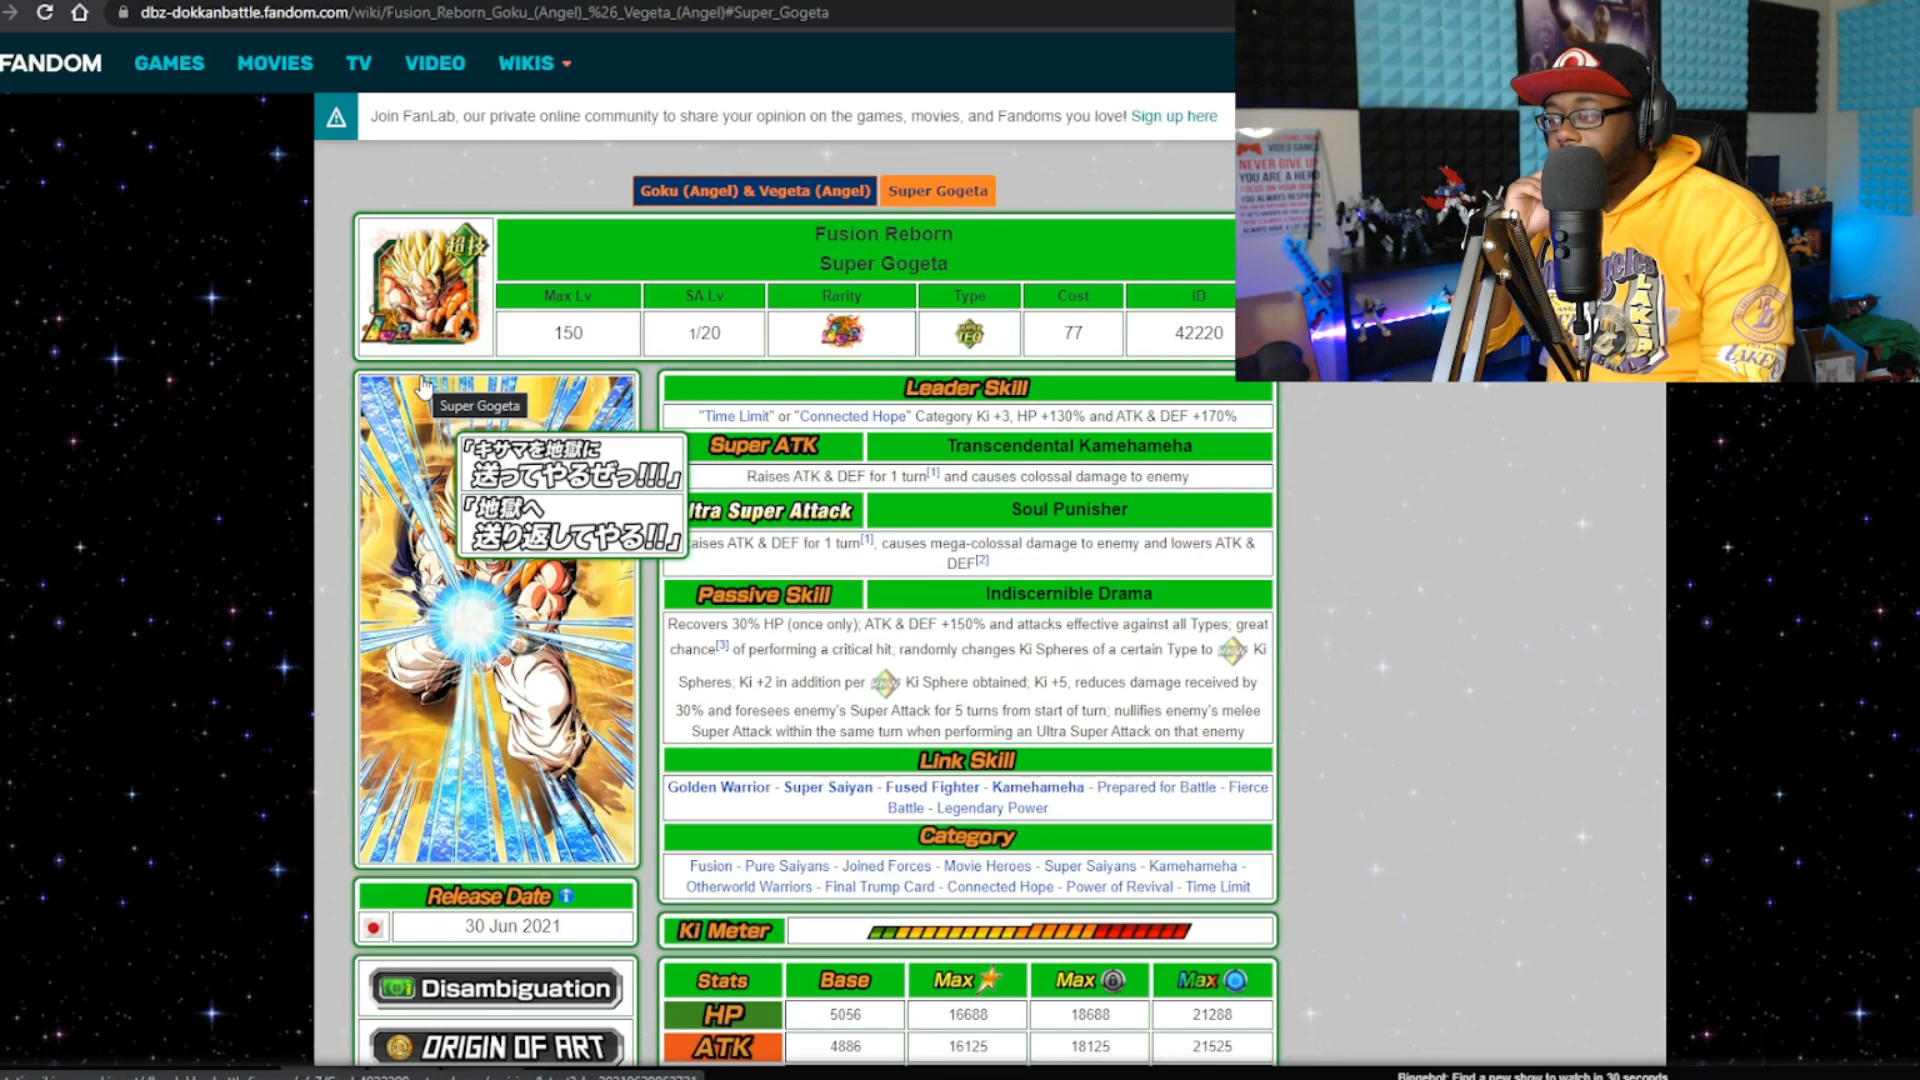 dbz-dokkanbattle.fandom.com/wiki/Fusion_Reborn_Goku_(Angel)_%26_Vegeta_(Angel)#Super_Gogeta
FANDOM GAMES MOVIES TV VIDEO WIKIS
Join FanLab, our private online community to share your opinion on the games, movies, and Fandoms you love! Sign up here
NEVER GIVE UP
YOU ARE A HERO
Goku (Angel) & Vegeta (Angel) Super Gogeta
超技
LR
Fusion Reborn
Super Gogeta
Max Lv SA Lv Rarity Type Cost ID
150 1/20 LR SUPER TEQ 77 42220
Super Gogeta
「キサマを地獄に
送ってやるぜっ!!!」
「地獄へ
送り返してやる!!」
Leader Skill
"Time Limit" or "Connected Hope" Category Ki +3, HP +130% and ATK & DEF +170%
Super ATK Transcendental Kamehameha
Raises ATK & DEF for 1 turn[1] and causes colossal damage to enemy
ltra Super Attack Soul Punisher
aises ATK & DEF for 1 turn[1], causes mega-colossal damage to enemy and lowers ATK &
DEF[2]
Passive Skill Indiscernible Drama
Recovers 30% HP (once only); ATK & DEF +150% and attacks effective against all Types; great
chance[3] of performing a critical hit; randomly changes Ki Spheres of a certain Type to Ki
Spheres; Ki +2 in addition per Ki Sphere obtained; Ki +5, reduces damage received by
30% and foresees enemy's Super Attack for 5 turns from start of turn; nullifies enemy's melee
Super Attack within the same turn when performing an Ultra Super Attack on that enemy
Link Skill
Golden Warrior - Super Saiyan - Fused Fighter - Kamehameha - Prepared for Battle - Fierce
Battle - Legendary Power
Category
Fusion - Pure Saiyans - Joined Forces - Movie Heroes - Super Saiyans - Kamehameha -
Otherworld Warriors - Final Trump Card - Connected Hope - Power of Revival - Time Limit
Release Date
30 Jun 2021
Ki Meter
Disambiguation
ORIGIN OF ART
Stats Base Max Max Max
HP 5056 16688 18688 21288
ATK 4886 16125 18125 21525
Bingebot: Find a new show to watch in 30 seconds